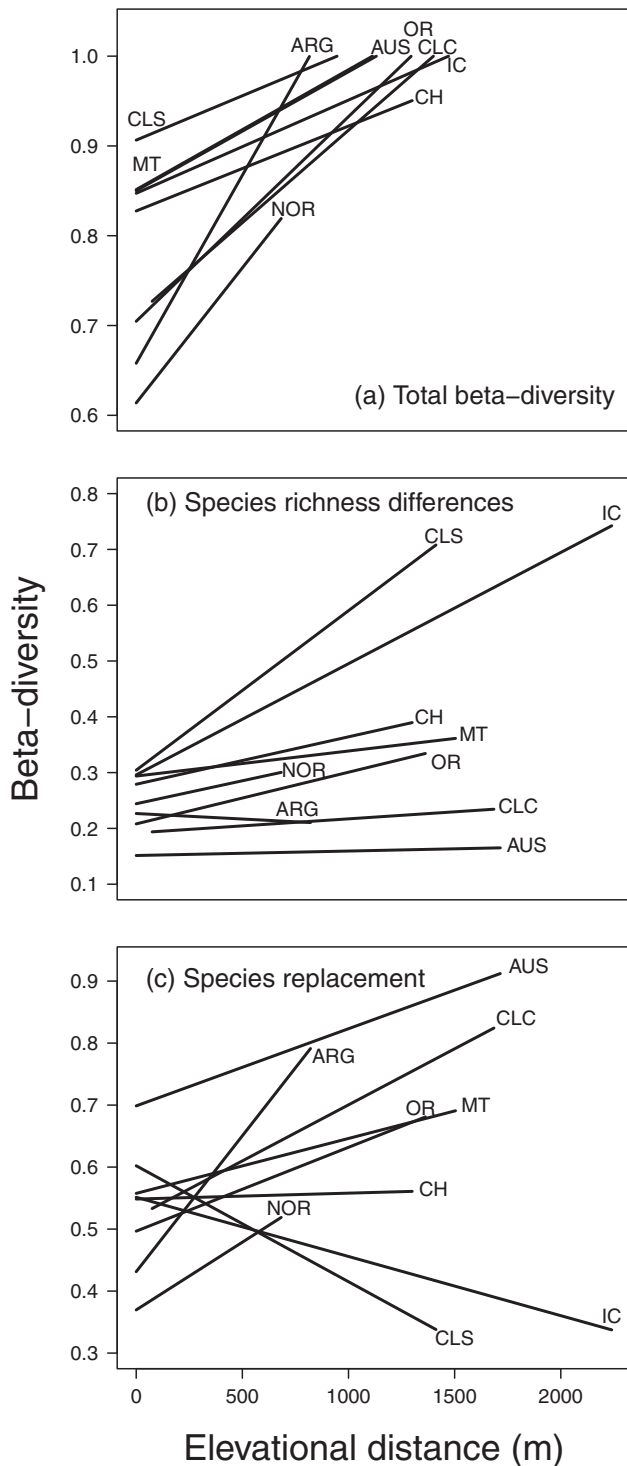 OR
ARG AUS CLC
1.0
IC
CH
0.9
CLS
MT
0.8
NOR
0.7
0.6
(a) Total beta−diversity
0.8
(b) Species richness differences
IC
0.7
CLS
0.6
0.5
0.4
CH
MT
0.3
NOR
OR
0.2
ARG
CLC
AUS
0.1
Beta−diversity
0.9
(c) Species replacement
AUS
CLC
0.8
ARG
0.7
OR MT
0.6
CH
0.5
NOR
0.4
IC
0.3
CLS
0 500 1000 1500 2000
Elevational distance (m)